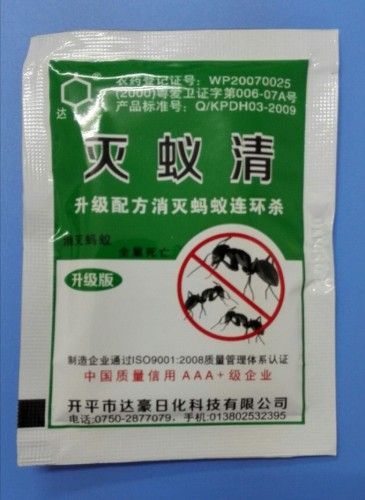 达
农药登记证号: WP20070025
(2000)粤爱卫证字第006-07A号
产品标准号: Q/KPDH03-2009
灭蚁清
升级配方消灭蚂蚁连环杀
消灭蚂蚁
全巢死亡
升级版
制造企业通过ISO9001:2008质量管理体系认证
中国质量信用AAA+级企业
开平市达豪日化科技有限公司
电话:0750-2877079, 手机:013802532395